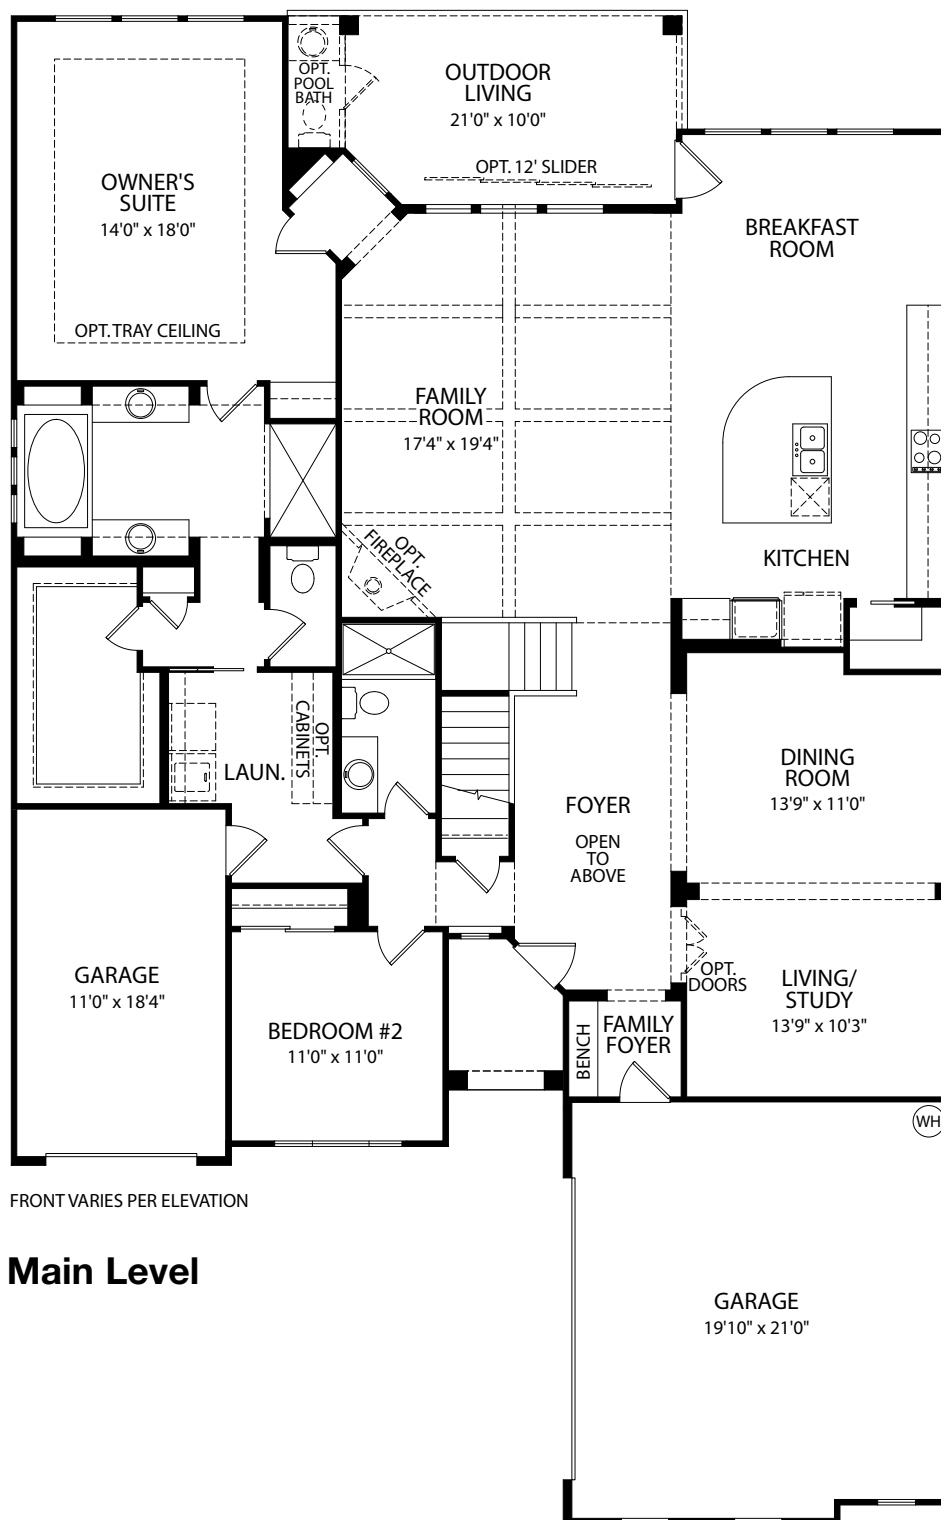 OPT.
POOL
BATH
OUTDOOR
LIVING
21'0" x 10'0"
OPT. 12' SLIDER
OWNER'S
SUITE
14'0" x 18'0"
OPT. TRAY CEILING
BREAKFAST
ROOM
FAMILY
ROOM
17'4" x 19'4"
OPT.
FIREPLACE
KITCHEN
OPT.
CABINETS
LAUN.
DINING
ROOM
13'9" x 11'0"
FOYER
OPEN
TO
ABOVE
GARAGE
11'0" x 18'4"
BEDROOM #2
11'0" x 11'0"
OPT.
DOORS
LIVING/
STUDY
13'9" x 10'3"
BENCH
FAMILY
FOYER
WH
FRONT VARIES PER ELEVATION
Main Level
GARAGE
19'10" x 21'0"